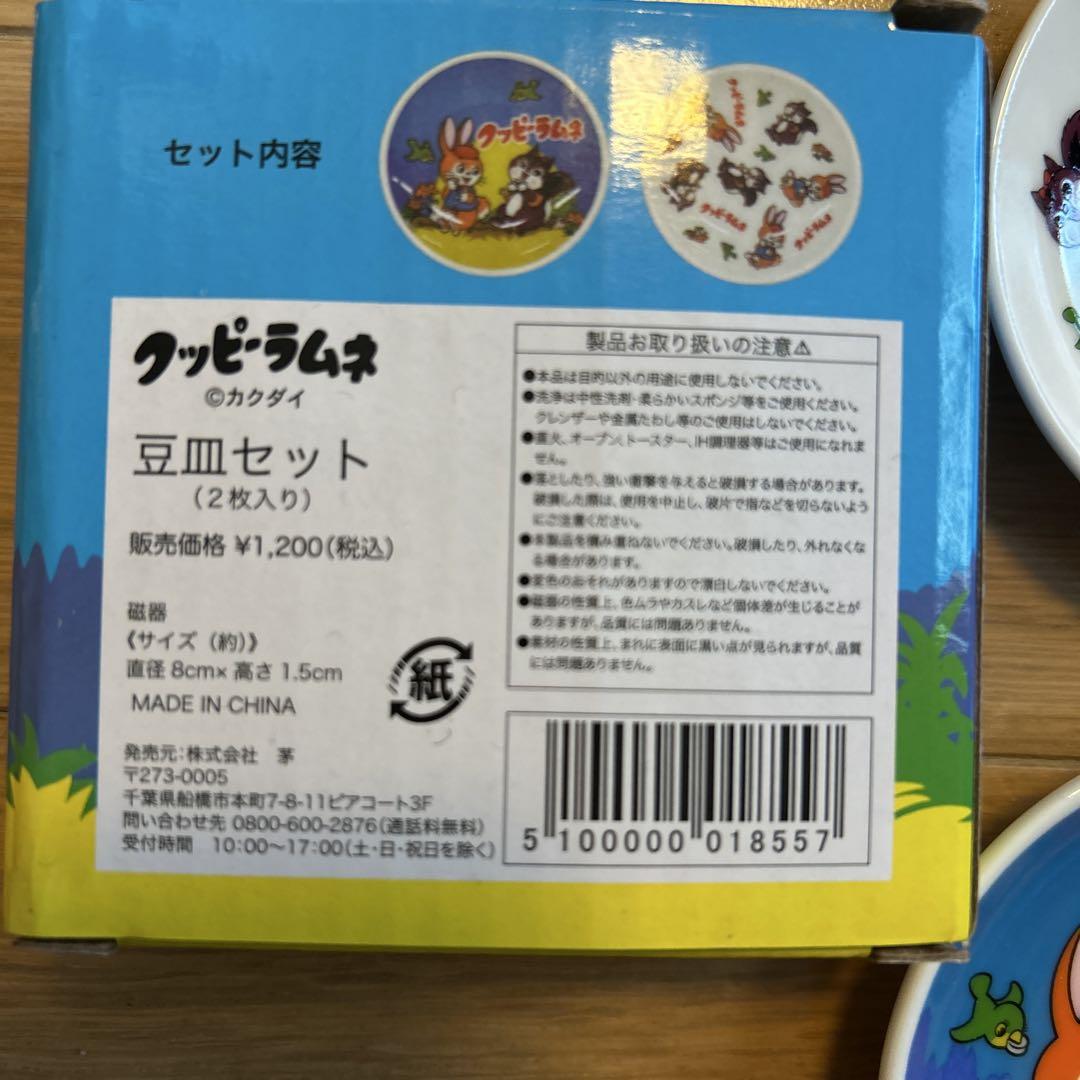 セット内容
クッピーラムネ
クッピーラムネ
クッピーラムネ
クッピーラムネ
クッピーラムネ
©カクダイ
豆皿セット
(2枚入り)
販売価格 ¥1,200(税込)
磁器
《サイズ（約）》
直径 8cm× 高さ 1.5cm
MADE IN CHINA
紙
発売元:株式会社 茅
〒273-0005
千葉県船橋市本町7-8-11ピアコート3F
問い合わせ先 0800-600-2876(通話料無料)
受付時間 10:00〜17:00(土・日・祝日を除く)
製品お取り扱いの注意⚠
●本品は目的以外の用途に使用しないでください。
●洗浄は中性洗剤・柔らかいスポンジ等をご使用ください。
クレンザーや金属たわし等のご使用はしないでください。
●直火、オーブン、トースター、IH調理器等はご使用になれま
せん。
●落としたり、強い衝撃を与えると破損する場合があります。
破損した際は、使用を中止し、破片で指などを切らないよう
にご注意ください。
●本製品を積み重ねないでください。破損したり、外れなくな
る場合があります。
●変色のおそれがありますので漂白しないでください。
●磁器の性質上、色ムラやカスレなど個体差が生じることが
ありますが、品質には問題ありません。
●素材の性質上、まれに表面に黒い点が見られますが、品質
には問題ありません。
5 100000 018557